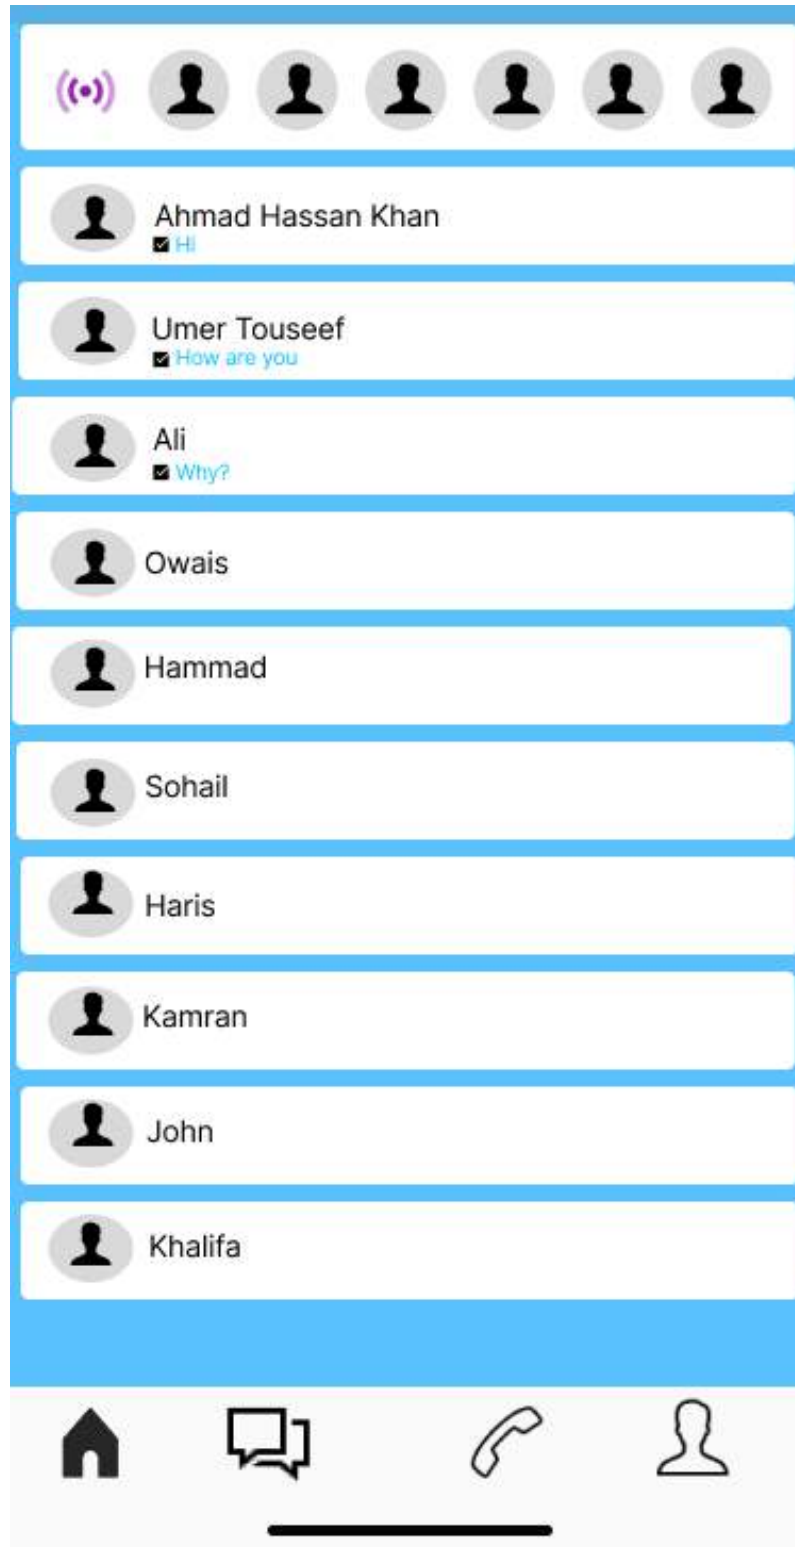 Ahmad Hassan Khan
Hi
Umer Touseef
How are you
Ali
Why?
Owais
Hammad
Sohail
Haris
Kamran
John
Khalifa